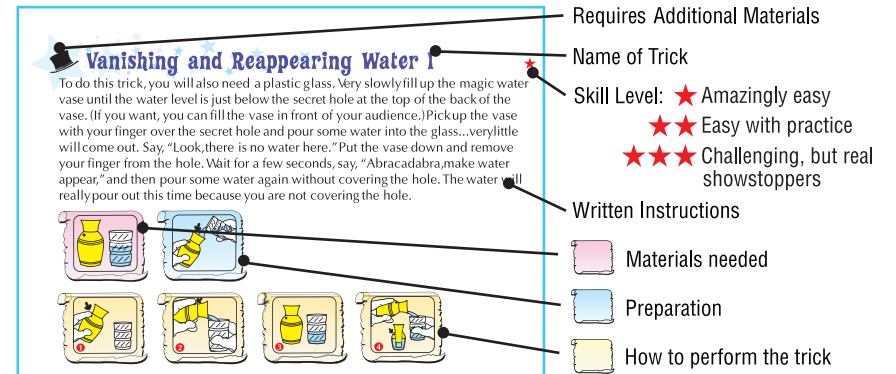 Requires Additional Materials
Vanishing and Reappearing Water 1
Name of Trick
To do this trick, you will also need a plastic glass. Very slowly fill up the magic water
vase until the water level is just below the secret hole at the top of the back of the
vase. (If you want, you can fill the vase in front of your audience.) Pick up the vase
with your finger over the secret hole and pour some water into the glass...very little
will come out. Say, "Look, there is no water here." Put the vase down and remove
your finger from the hole. Wait for a few seconds, say, "Abracadabra, make water
appear," and then pour some water again without covering the hole. The water will
really pour out this time because you are not covering the hole.
Skill Level: ★ Amazingly easy
★★ Easy with practice
★★★ Challenging, but real
showstoppers
Written Instructions
Materials needed
Preparation
1 2 3 4
How to perform the trick